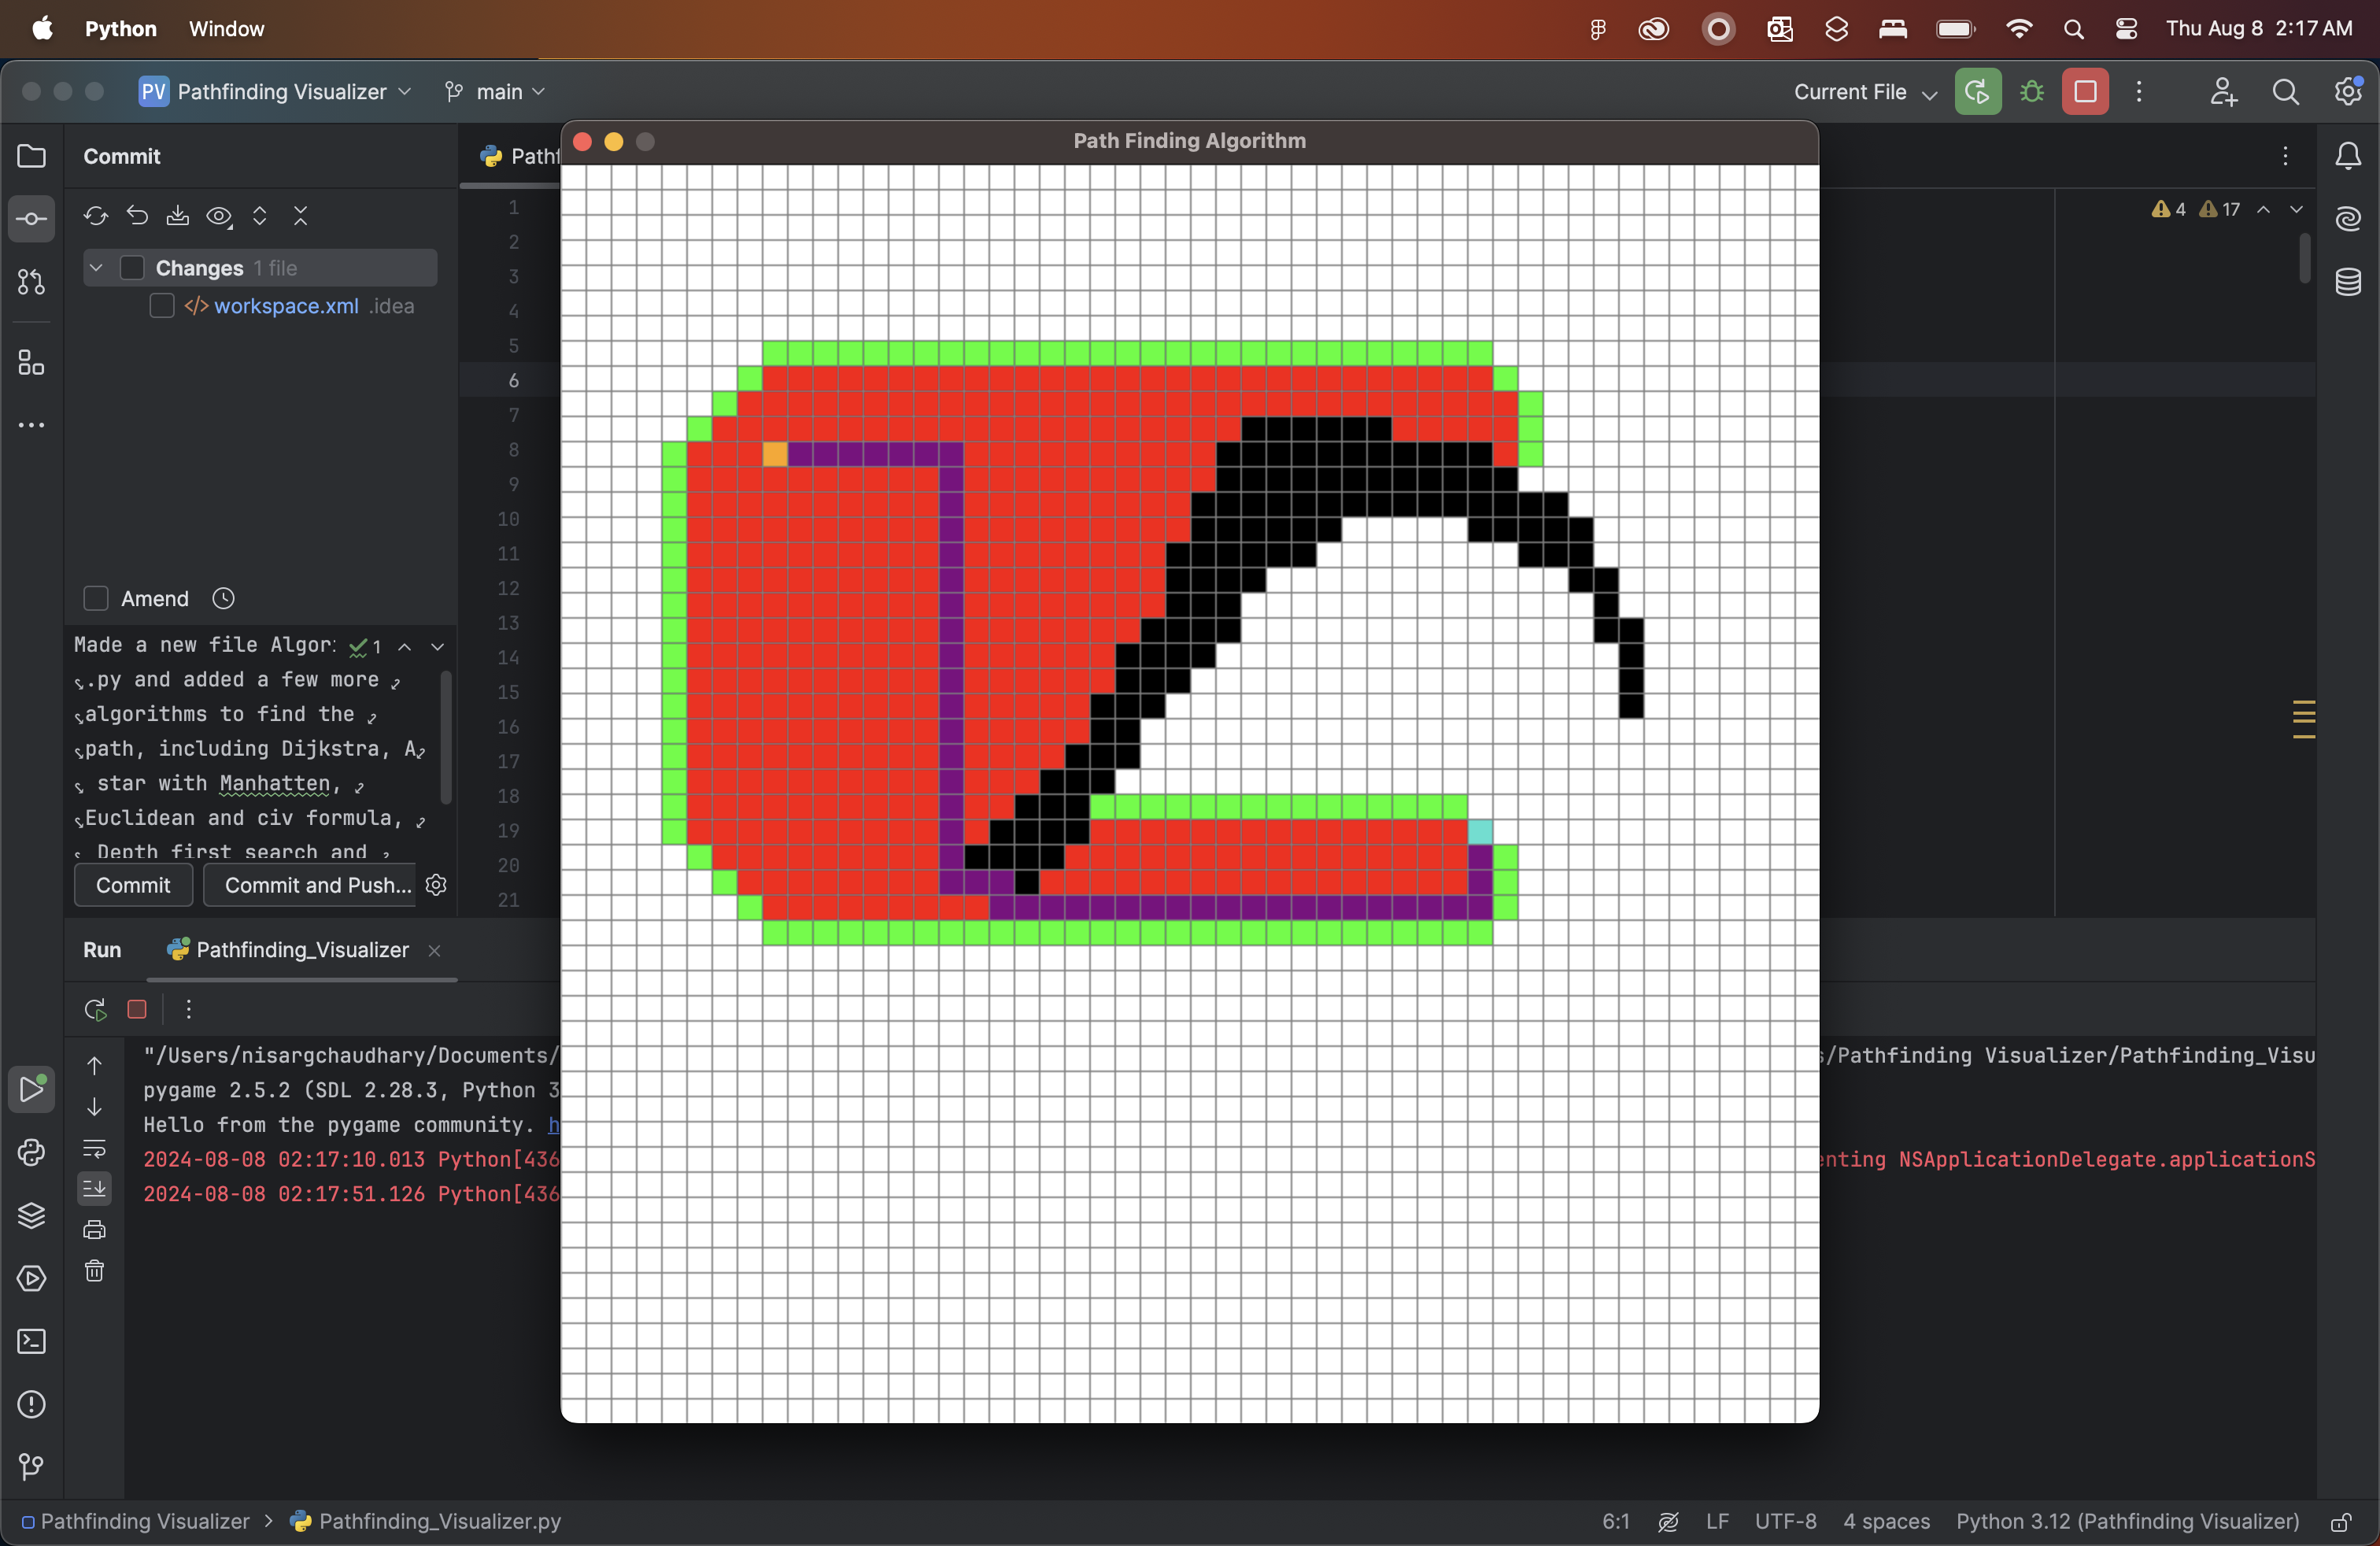 Python Window Thu Aug 8 2:17 AM
PV Pathfinding Visualizer main Current File
Path Finding Algorithm
Commit
4 17
Changes 1 file
</> workspace.xml .idea
1
2
3
4
5
6
7
8
9
10
11
12
13
14
15
16
17
18
19
20
21
Amend
Made a new file Algor 1
.py and added a few more
algorithms to find the
path, including Dijkstra, A
star with Manhatten,
Euclidean and civ formula,
Depth first search and
Commit Commit and Push...
Run Pathfinding_Visualizer
"/Users/nisargchaudhary/Documents/ /Pathfinding Visualizer/Pathfinding_Visu
pygame 2.5.2 (SDL 2.28.3, Python 3
Hello from the pygame community. h
2024-08-08 02:17:10.013 Python[436 enting NSApplicationDelegate.applicationS
2024-08-08 02:17:51.126 Python[436
Pathfinding Visualizer > Pathfinding_Visualizer.py 6:1 LF UTF-8 4 spaces Python 3.12 (Pathfinding Visualizer)